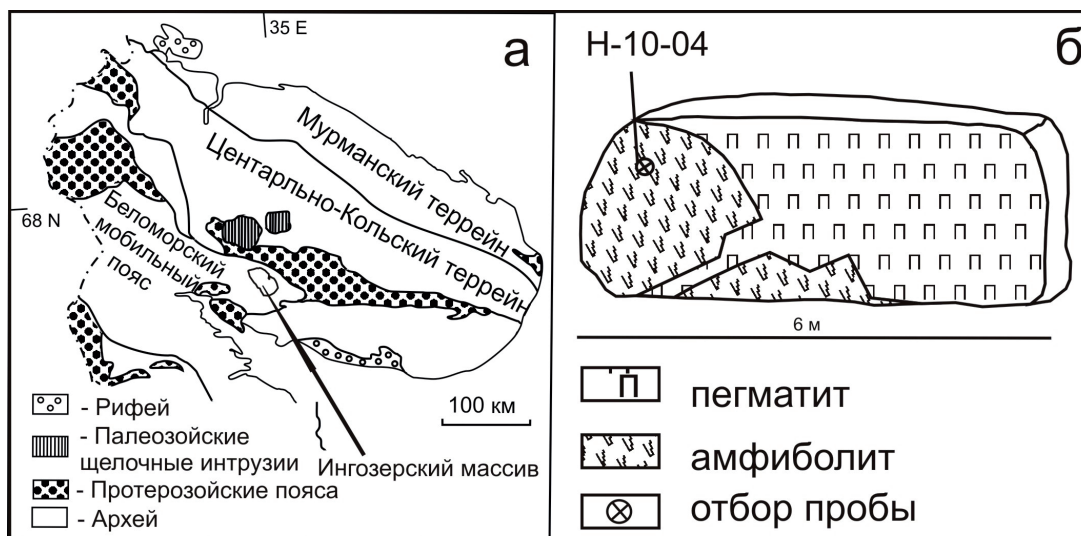 35 E
а
68 N
Мурманский террейн
Центарльно-Кольский террейн
Беломорский
мобильный
пояс
- Рифей
- Палеозойские
щелочные интрузии
- Протерозойские пояса
- Архей
100 км
Ингозерский массив
Н-10-04
б
6 м
пегматит
амфиболит
отбор пробы